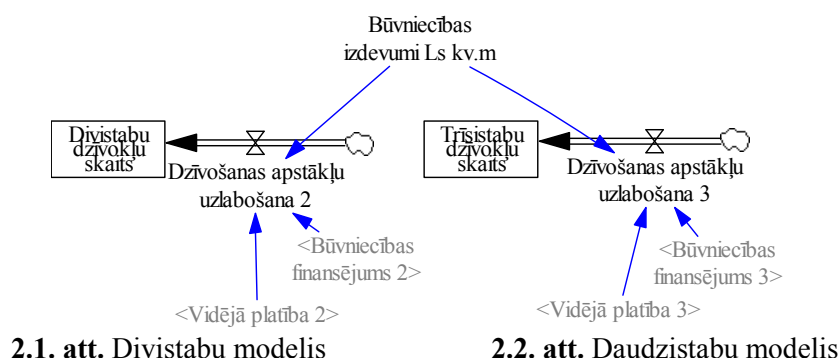 Būvniecības
izdevumi Ls kv.m
Divistabu
dzīvokļu
skaits
Dzīvošanas apstākļu
uzlabošana 2
<Būvniecības
finansējums 2>
<Vidējā platība 2>
Trīsistabu
dzīvokļu
skaits
Dzīvošanas apstākļu
uzlabošana 3
<Būvniecības
finansējums 3>
<Vidējā platība 3>
2.1. att. Divistabu modelis
2.2. att. Daudzistabu modelis